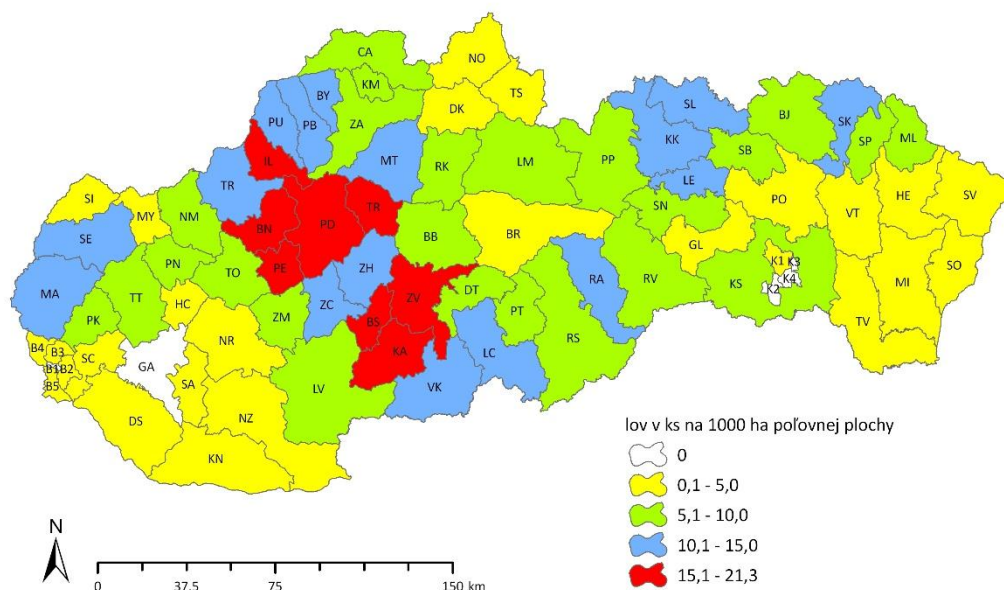 CA
NO
KM
TS
BY
PU
PB
DK
ZA
SL
BJ
SK
KK
SP
ML
SB
IL
MT
RK
LM
PP
TR
LE
SI
MY
NM
TR
SN
PO
HE
SV
VT
BN
PD
SE
BB
BR
GL
PN
PE
ZH
K1
K3
SO
TO
RA
RV
KS
K4
MI
MA
TT
HC
ZC
ZV
DT
K2
PK
ZM
BS
PT
TV
B4
B3
SC
NR
KA
LC
RS
B1
B2
GA
B5
SA
LV
VK
DS
NZ
KN
lov v ks na 1000 ha poľovnej plochy
0
0,1 - 5,0
5,1 - 10,0
10,1 - 15,0
15,1 - 21,3
N
0 37,5 75 150 km